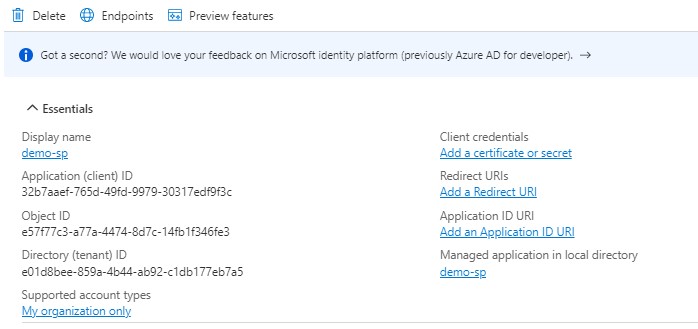 Delete Endpoints Preview features
Got a second? We would love your feedback on Microsoft identity platform (previously Azure AD for developer). →
Essentials
Display name
demo-sp
Application (client) ID
32b7aaef-765d-49fd-9979-30317edf9f3c
Object ID
e57f77c3-a77a-4474-8d7c-14fb1f346fe3
Directory (tenant) ID
e01d8bee-859a-4b44-ab92-c1db177eb7a5
Supported account types
My organization only
Client credentials
Add a certificate or secret
Redirect URIs
Add a Redirect URI
Application ID URI
Add an Application ID URI
Managed application in local directory
demo-sp